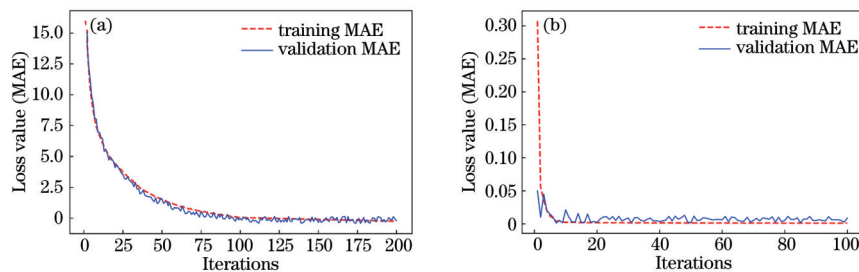 (a)
training MAE
validation MAE
Loss value (MAE)
15.0
12.5
10.0
7.5
5.0
2.5
0
0 25 50 75 100 125 150 175 200
Iterations
(b)
training MAE
validation MAE
Loss value (MAE)
0.30
0.25
0.20
0.15
0.10
0.05
0
0 20 40 60 80 100
Iterations